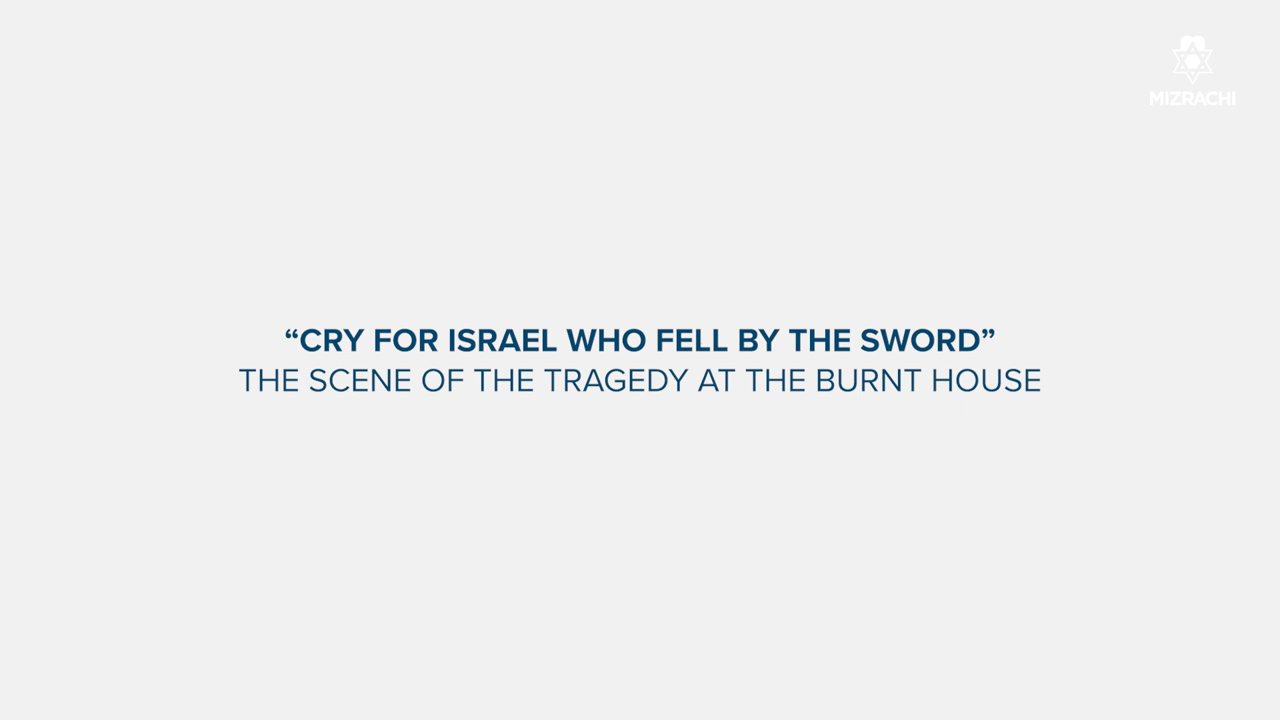 MIZRACHI
“CRY FOR ISRAEL WHO FELL BY THE SWORD”
THE SCENE OF THE TRAGEDY AT THE BURNT HOUSE